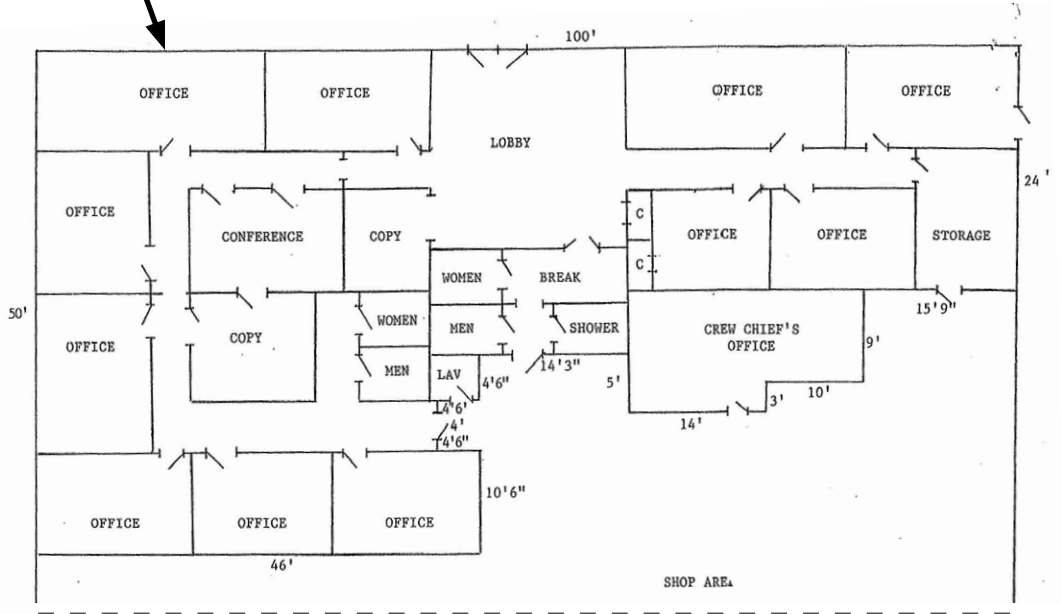 100'
OFFICE
OFFICE
OFFICE
OFFICE
LOBBY
24 '
OFFICE
C
CONFERENCE
COPY
OFFICE
OFFICE
STORAGE
C
WOMEN
BREAK
15'9"
50'
WOMEN
MEN
SHOWER
CREW CHIEF'S
OFFICE
OFFICE
COPY
9'
14'3"
MEN
LAV
4'6"
5'
10'
4'6'
3'
4'
14'
4'6"
10'6"
OFFICE
OFFICE
OFFICE
46'
SHOP AREA